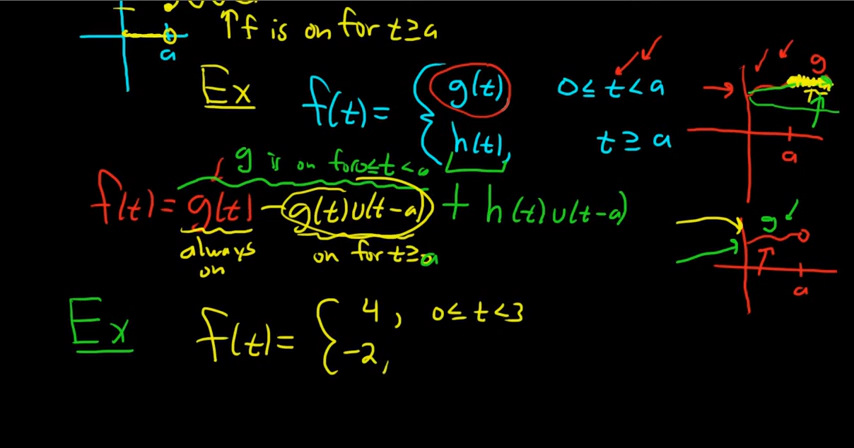 ↑f is on for t≥a
a
Ex
f(t) = { g(t), 0≤t<a
h(t), t≥a
g
a
g is on for 0≤t<a
f(t) = g(t) - g(t)u(t-a) + h(t)u(t-a)
always on
on for t≥a
g
a
Ex
f(t) = { 4, 0≤t<3
-2,